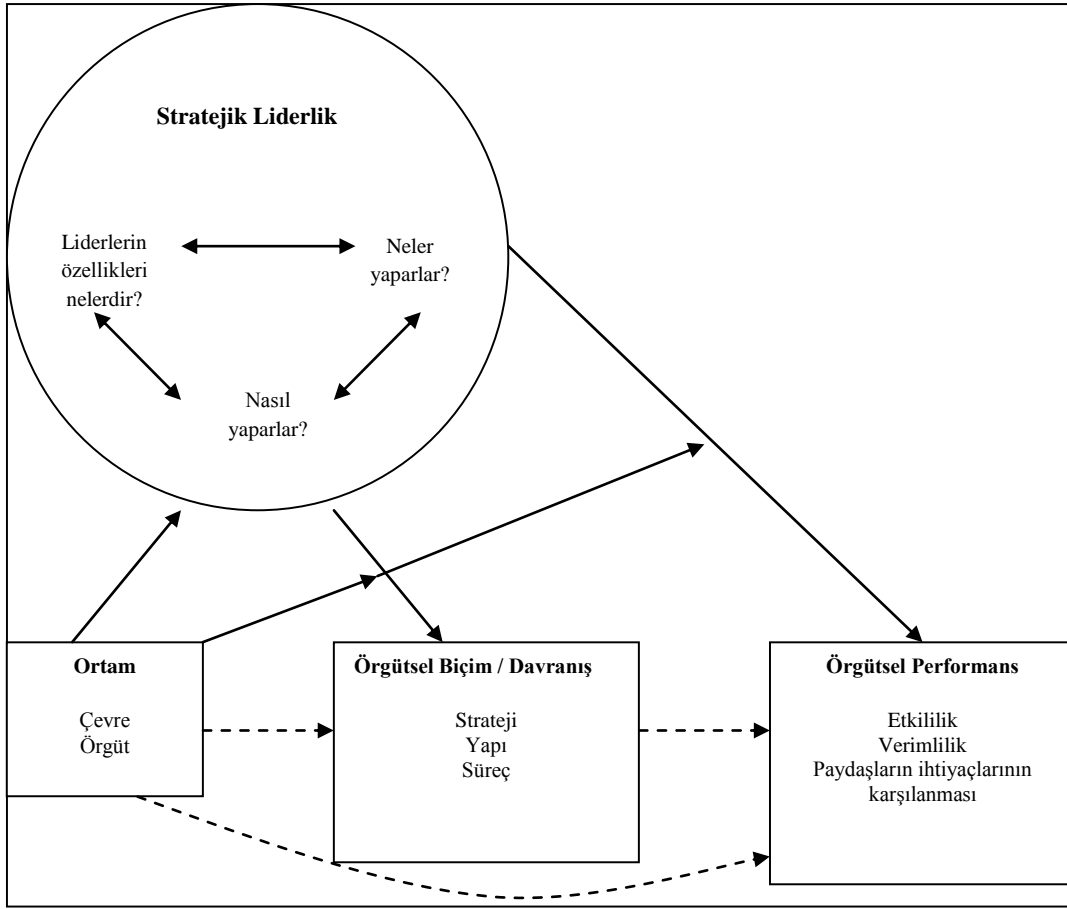 Stratejik Liderlik
Liderlerin
özellikleri
nelerdir?
Neler
yaparlar?
Nasıl
yaparlar?
Ortam
Çevre
Örgüt
Örgütsel Biçim / Davranış
Strateji
Yapı
Süreç
Örgütsel Performans
Etkililik
Verimlilik
Paydaşların ihtiyaçlarının
karşılanması